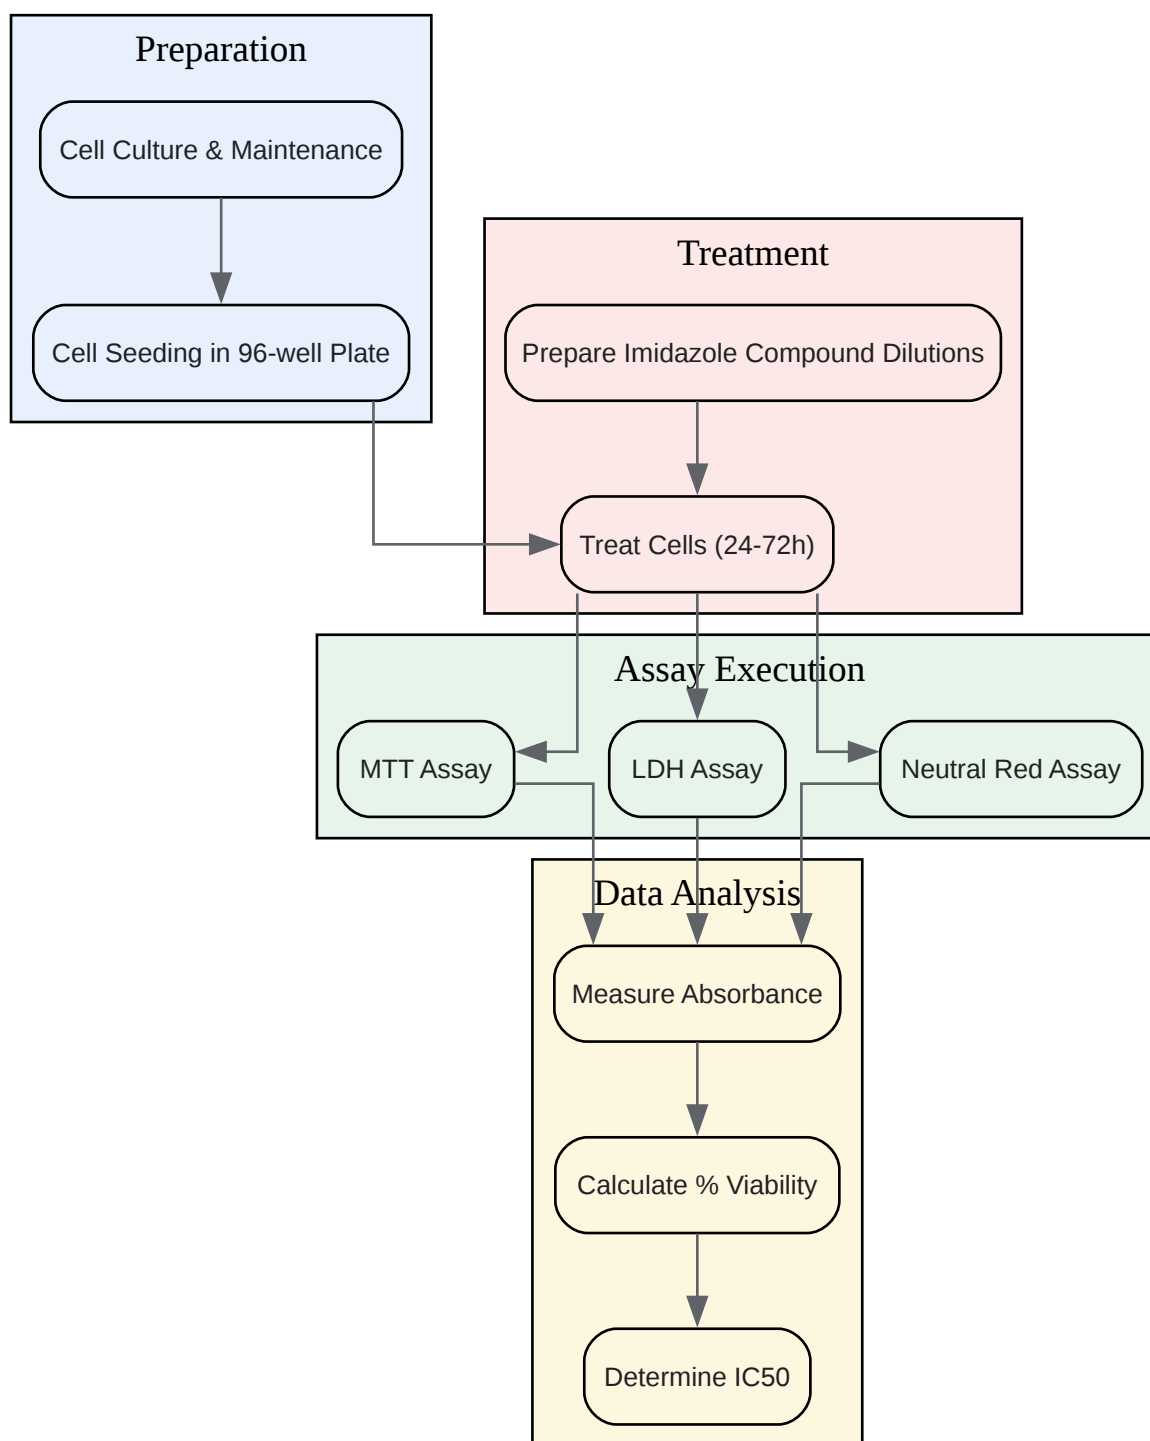 Preparation
Cell Culture & Maintenance
Cell Seeding in 96-well Plate
Treatment
Prepare Imidazole Compound Dilutions
Treat Cells (24-72h)
Assay Execution
MTT Assay
LDH Assay
Neutral Red Assay
Data Analysis
Measure Absorbance
Calculate % Viability
Determine IC50